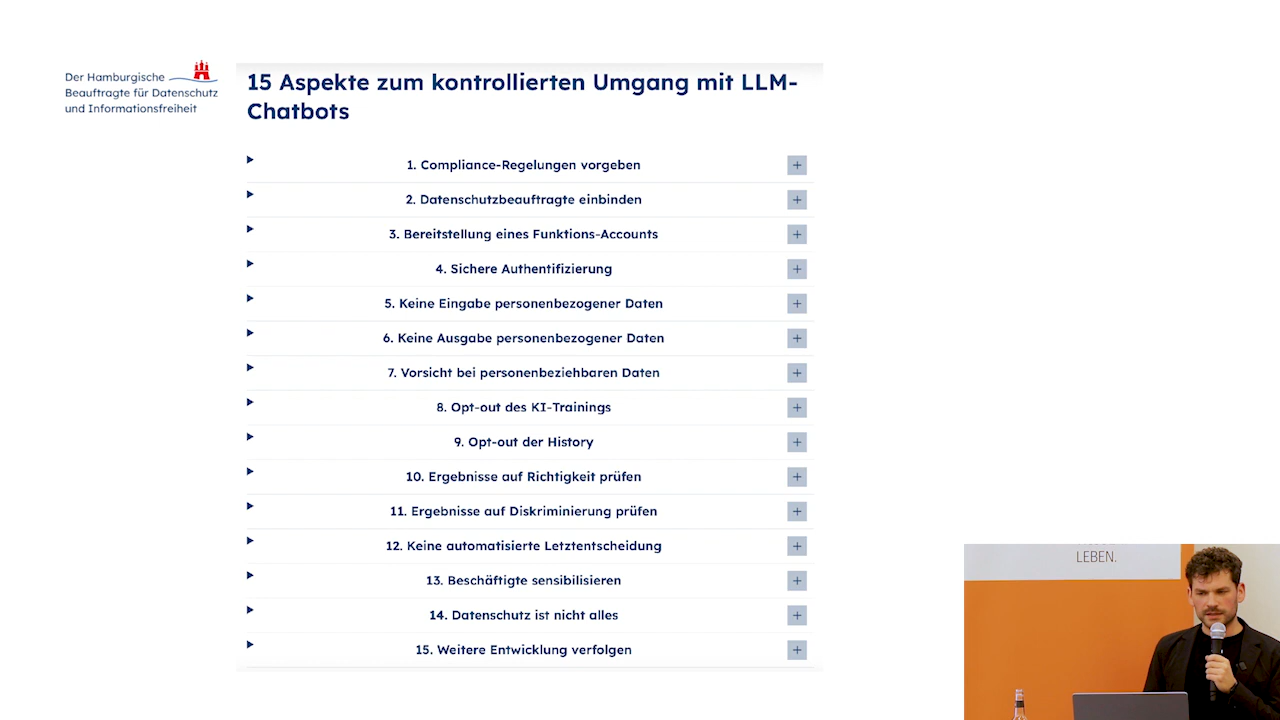 Der Hamburgische
Beauftragte für Datenschutz
und Informationsfreiheit
15 Aspekte zum kontrollierten Umgang mit LLM-
Chatbots
1. Compliance-Regelungen vorgeben
2. Datenschutzbeauftragte einbinden
3. Bereitstellung eines Funktions-Accounts
4. Sichere Authentifizierung
5. Keine Eingabe personenbezogener Daten
6. Keine Ausgabe personenbezogener Daten
7. Vorsicht bei personenbeziehbaren Daten
8. Opt-out des KI-Trainings
9. Opt-out der History
10. Ergebnisse auf Richtigkeit prüfen
11. Ergebnisse auf Diskriminierung prüfen
12. Keine automatisierte Letztentscheidung
13. Beschäftigte sensibilisieren
14. Datenschutz ist nicht alles
15. Weitere Entwicklung verfolgen
LEBEN.